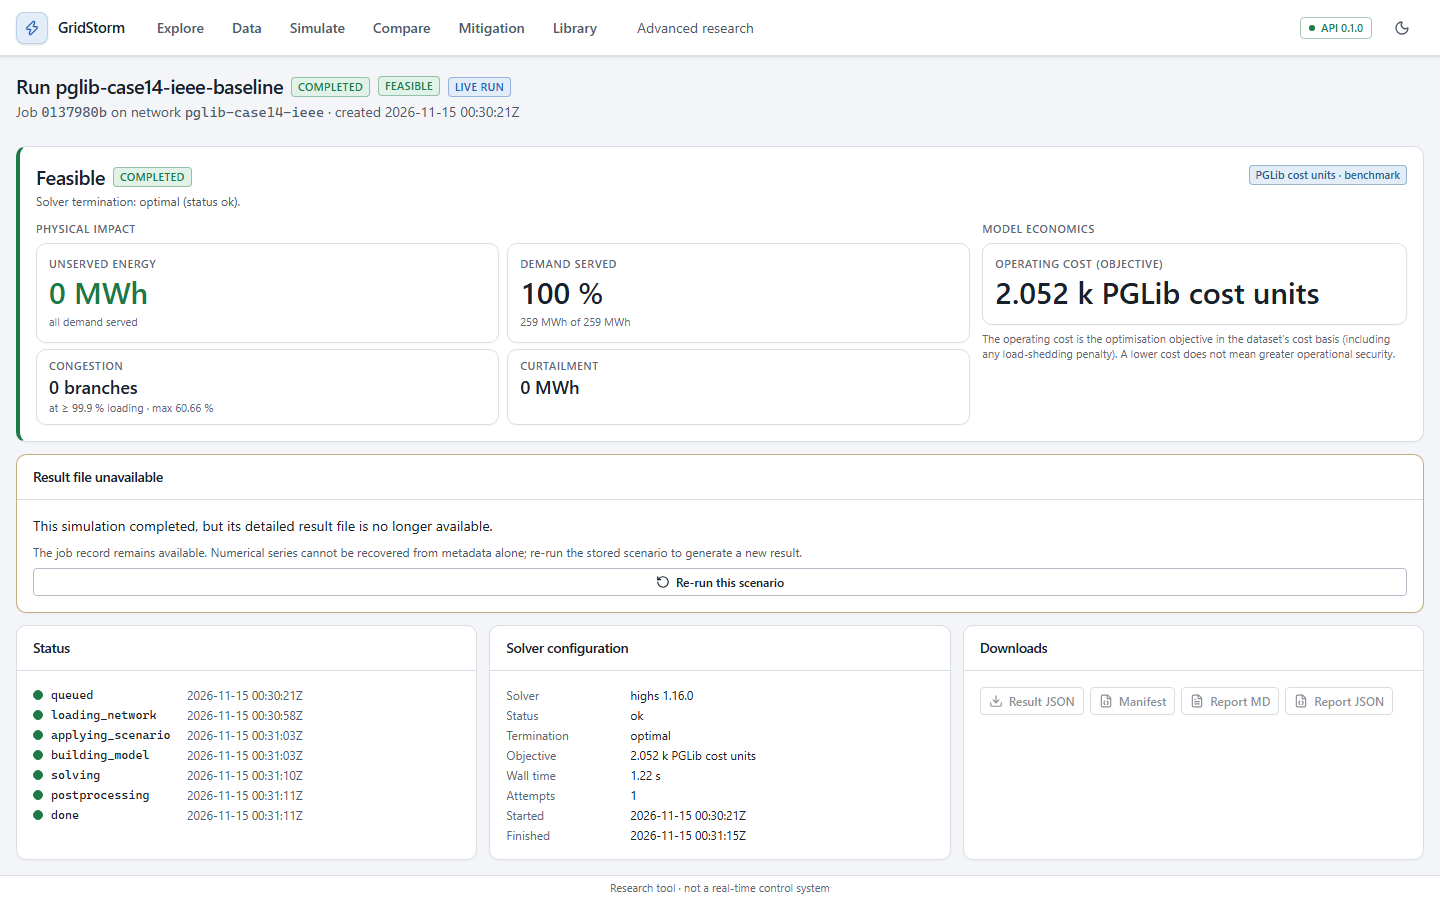 GridStorm Explore Data Simulate Compare Mitigation Library Advanced research API 0.1.0
Run pglib-case14-ieee-baseline COMPLETED FEASIBLE LIVE RUN
Job 0137980b on network pglib-case14-ieee · created 2026-11-15 00:30:21Z
Feasible COMPLETED
PGLib cost units · benchmark
Solver termination: optimal (status ok).
PHYSICAL IMPACT
UNSERVED ENERGY
0 MWh
all demand served
DEMAND SERVED
100 %
259 MWh of 259 MWh
CONGESTION
0 branches
at ≥ 99.9 % loading · max 60.66 %
CURTAILMENT
0 MWh
MODEL ECONOMICS
OPERATING COST (OBJECTIVE)
2.052 k PGLib cost units
The operating cost is the optimisation objective in the dataset's cost basis (including
any load-shedding penalty). A lower cost does not mean greater operational security.
Result file unavailable
This simulation completed, but its detailed result file is no longer available.
The job record remains available. Numerical series cannot be recovered from metadata alone; re-run the stored scenario to generate a new result.
Re-run this scenario
Status
queued 2026-11-15 00:30:21Z
loading_network 2026-11-15 00:30:58Z
applying_scenario 2026-11-15 00:31:03Z
building_model 2026-11-15 00:31:03Z
solving 2026-11-15 00:31:10Z
postprocessing 2026-11-15 00:31:11Z
done 2026-11-15 00:31:11Z
Solver configuration
Solver highs 1.16.0
Status ok
Termination optimal
Objective 2.052 k PGLib cost units
Wall time 1.22 s
Attempts 1
Started 2026-11-15 00:30:21Z
Finished 2026-11-15 00:31:15Z
Downloads
Result JSON Manifest Report MD Report JSON
Research tool · not a real-time control system